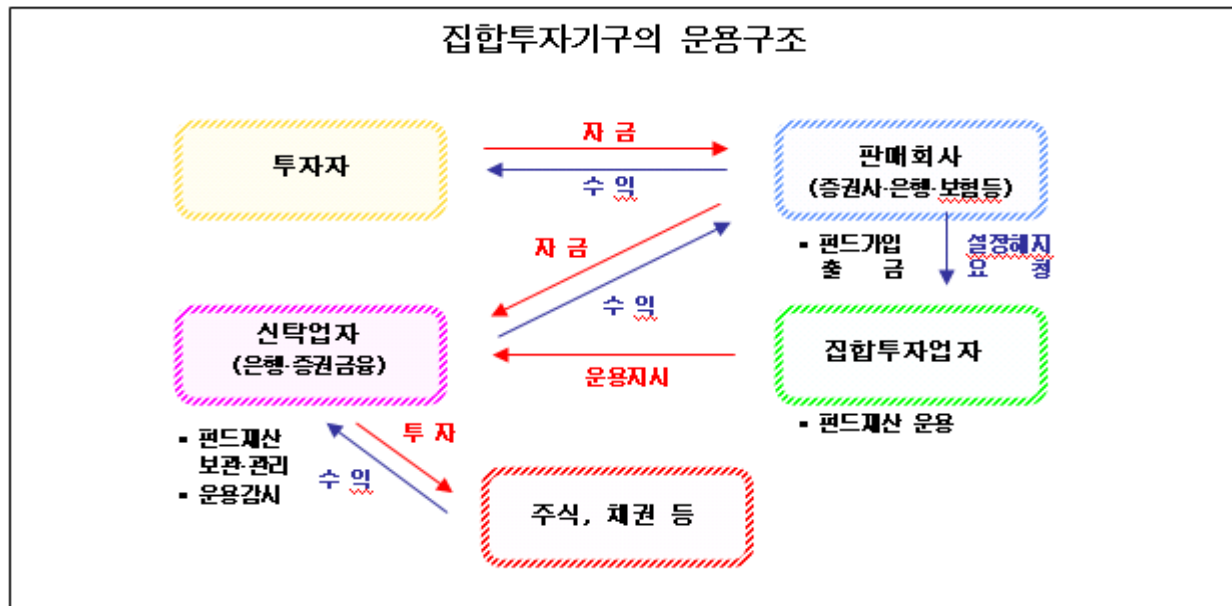 집합투자기구의 운용구조
투자자
자 금
수 익
판매회사
(증권사·은행·보험등)
자 금
수 익
▪ 펀드가입
출 금
설정해지
요 청
신탁업자
(은행·증권금융)
운용지시
집합투자업자
▪ 펀드재산
보관·관리
▪ 운용감시
투 자
수 익
▪ 펀드재산 운용
주식, 채권 등